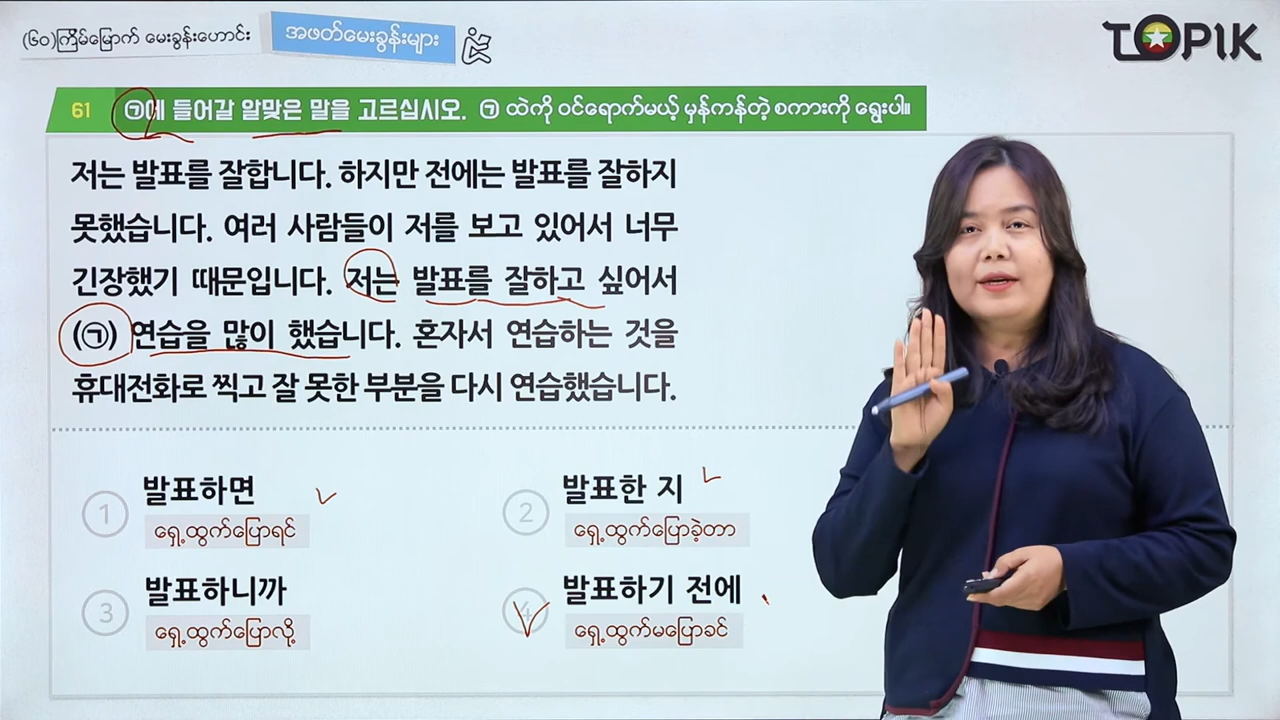 (၆၀)ကြိမ်မြောက် မေးခွန်းဟောင်း
အဖတ်မေးခွန်းများ
TOPIK
61 ㉠에 들어갈 알맞은 말을 고르십시오. ㉠ ထဲကို ဝင်ရောက်မယ့် မှန်ကန်တဲ့ စကားကို ရွေးပါ။
저는 발표를 잘합니다. 하지만 전에는 발표를 잘하지
못했습니다. 여러 사람들이 저를 보고 있어서 너무
긴장했기 때문입니다. 저는 발표를 잘하고 싶어서
(㉠) 연습을 많이 했습니다. 혼자서 연습하는 것을
휴대전화로 찍고 잘 못한 부분을 다시 연습했습니다.
① 발표하면
ရှေ့ထွက်ပြောရင်
② 발표한 지
ရှေ့ထွက်ပြောခဲ့တာ
③ 발표하니까
ရှေ့ထွက်ပြောလို့
④ 발표하기 전에
ရှေ့ထွက်မပြောခင်